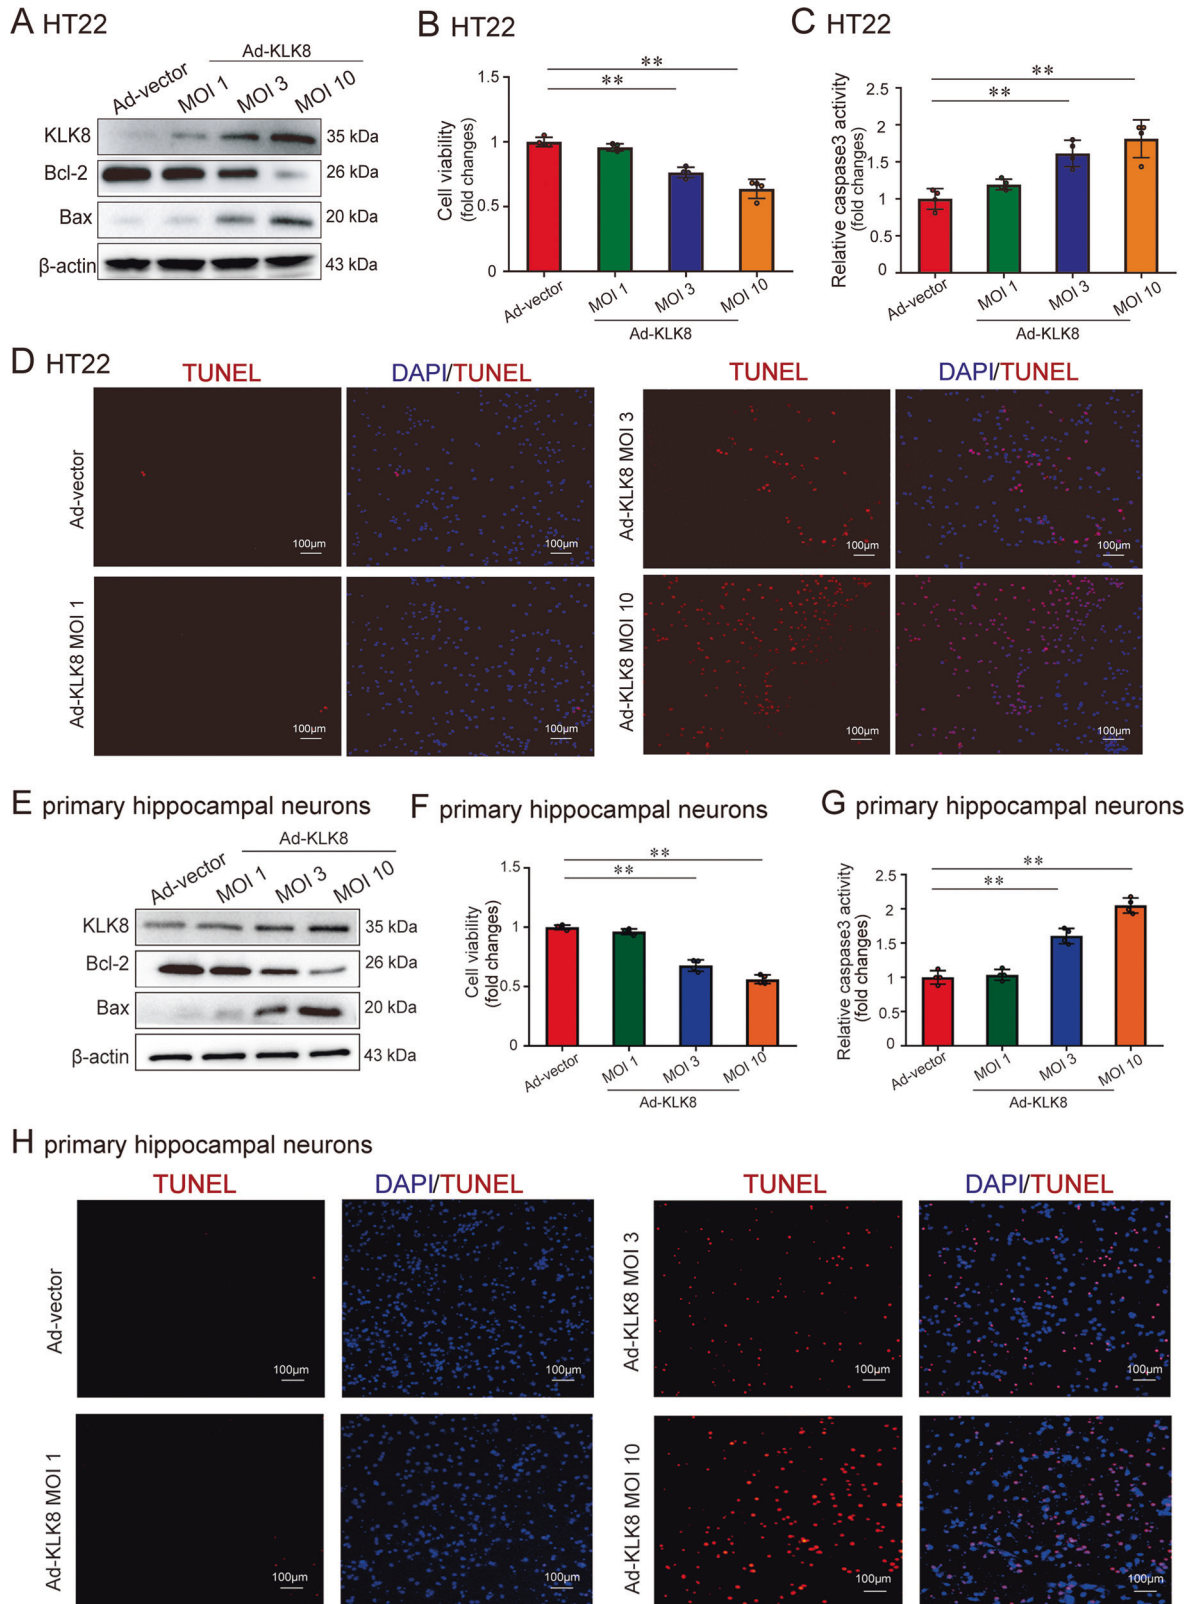 A HT22
Ad-KLK8
Ad-vector
MOI 1
MOI 3
MOI 10
KLK8
35 kDa
Bcl-2
26 kDa
Bax
20 kDa
β-actin
43 kDa
B HT22
**
**
1.5
1
0.5
0
Cell viability
(fold changes)
Ad-vector
MOI 1
MOI 3
MOI 10
Ad-KLK8
C HT22
**
**
2.5
2
1.5
1
0.5
0
Relative caspase3 activity
(fold changes)
Ad-vector
MOI 1
MOI 3
MOI 10
Ad-KLK8
D HT22
TUNEL
DAPI/TUNEL
TUNEL
DAPI/TUNEL
Ad-vector
100μm
100μm
Ad-KLK8 MOI 3
100μm
100μm
Ad-KLK8 MOI 1
100μm
100μm
Ad-KLK8 MOI 10
100μm
100μm
E primary hippocampal neurons
Ad-KLK8
Ad-vector
MOI 1
MOI 3
MOI 10
KLK8
35 kDa
Bcl-2
26 kDa
Bax
20 kDa
β-actin
43 kDa
F primary hippocampal neurons
**
**
1.5
1
0.5
0
Cell viability
(fold changes)
Ad-vector
MOI 1
MOI 3
MOI 10
Ad-KLK8
G primary hippocampal neurons
**
**
2.5
2
1.5
1
0.5
0
Relative caspase3 activity
(fold changes)
Ad-vector
MOI 1
MOI 3
MOI 10
Ad-KLK8
H primary hippocampal neurons
TUNEL
DAPI/TUNEL
TUNEL
DAPI/TUNEL
Ad-vector
100μm
100μm
Ad-KLK8 MOI 3
100μm
100μm
Ad-KLK8 MOI 1
100μm
100μm
Ad-KLK8 MOI 10
100μm
100μm